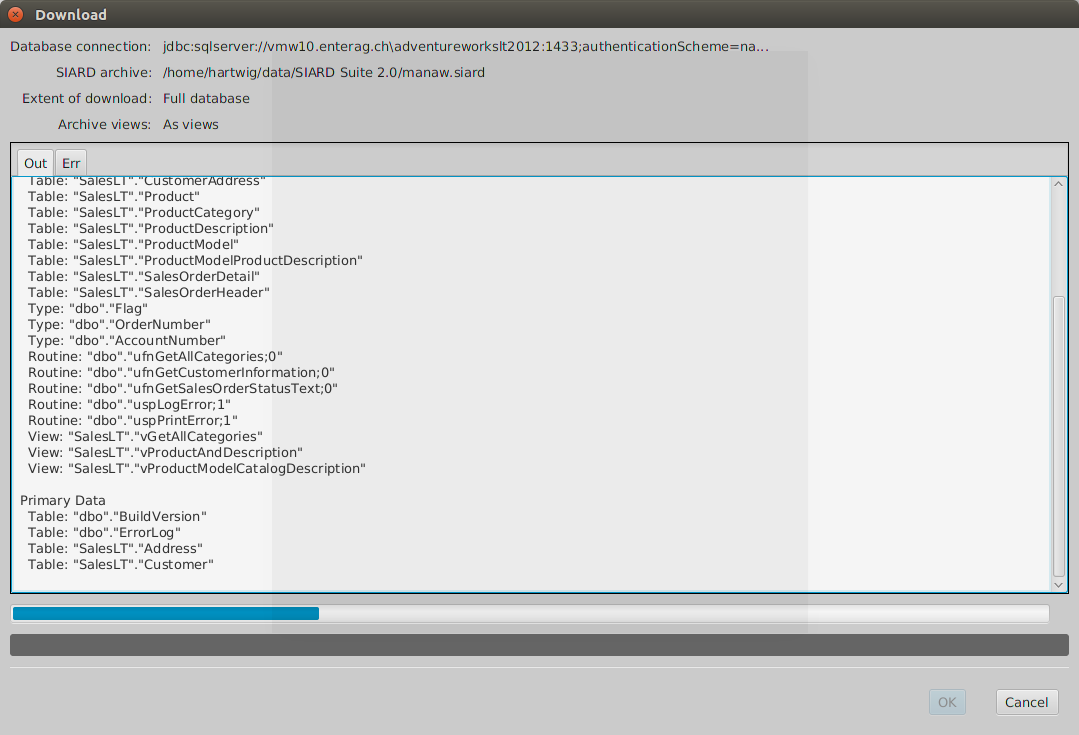 Download
Database connection: jdbc:sqlserver://vmw10.enterag.ch\adventureworkslt2012:1433;authenticationScheme=na...
SIARD archive: /home/hartwig/data/SIARD Suite 2.0/manaw.siard
Extent of download: Full database
Archive views: As views
Out Err
Table: "SalesLT"."CustomerAddress"
Table: "SalesLT"."Product"
Table: "SalesLT"."ProductCategory"
Table: "SalesLT"."ProductDescription"
Table: "SalesLT"."ProductModel"
Table: "SalesLT"."ProductModelProductDescription"
Table: "SalesLT"."SalesOrderDetail"
Table: "SalesLT"."SalesOrderHeader"
Type: "dbo"."Flag"
Type: "dbo"."OrderNumber"
Type: "dbo"."AccountNumber"
Routine: "dbo"."ufnGetAllCategories;0"
Routine: "dbo"."ufnGetCustomerInformation;0"
Routine: "dbo"."ufnGetSalesOrderStatusText;0"
Routine: "dbo"."uspLogError;1"
Routine: "dbo"."uspPrintError;1"
View: "SalesLT"."vGetAllCategories"
View: "SalesLT"."vProductAndDescription"
View: "SalesLT"."vProductModelCatalogDescription"
Primary Data
Table: "dbo"."BuildVersion"
Table: "dbo"."ErrorLog"
Table: "SalesLT"."Address"
Table: "SalesLT"."Customer"
OK Cancel